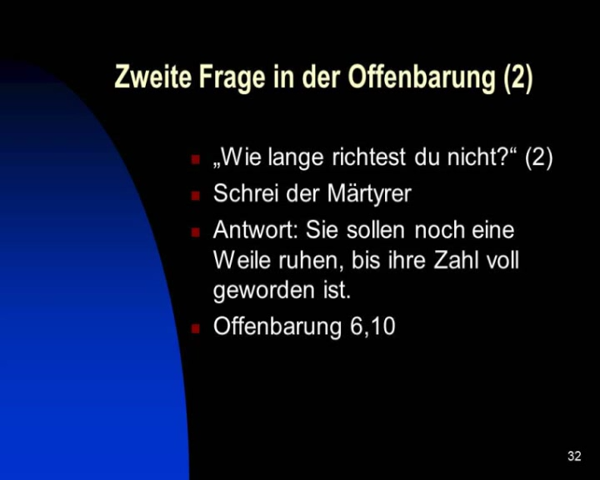 Zweite Frage in der Offenbarung (2)
„Wie lange richtest du nicht?“ (2)
Schrei der Märtyrer
Antwort: Sie sollen noch eine
Weile ruhen, bis ihre Zahl voll
geworden ist.
Offenbarung 6,10
32